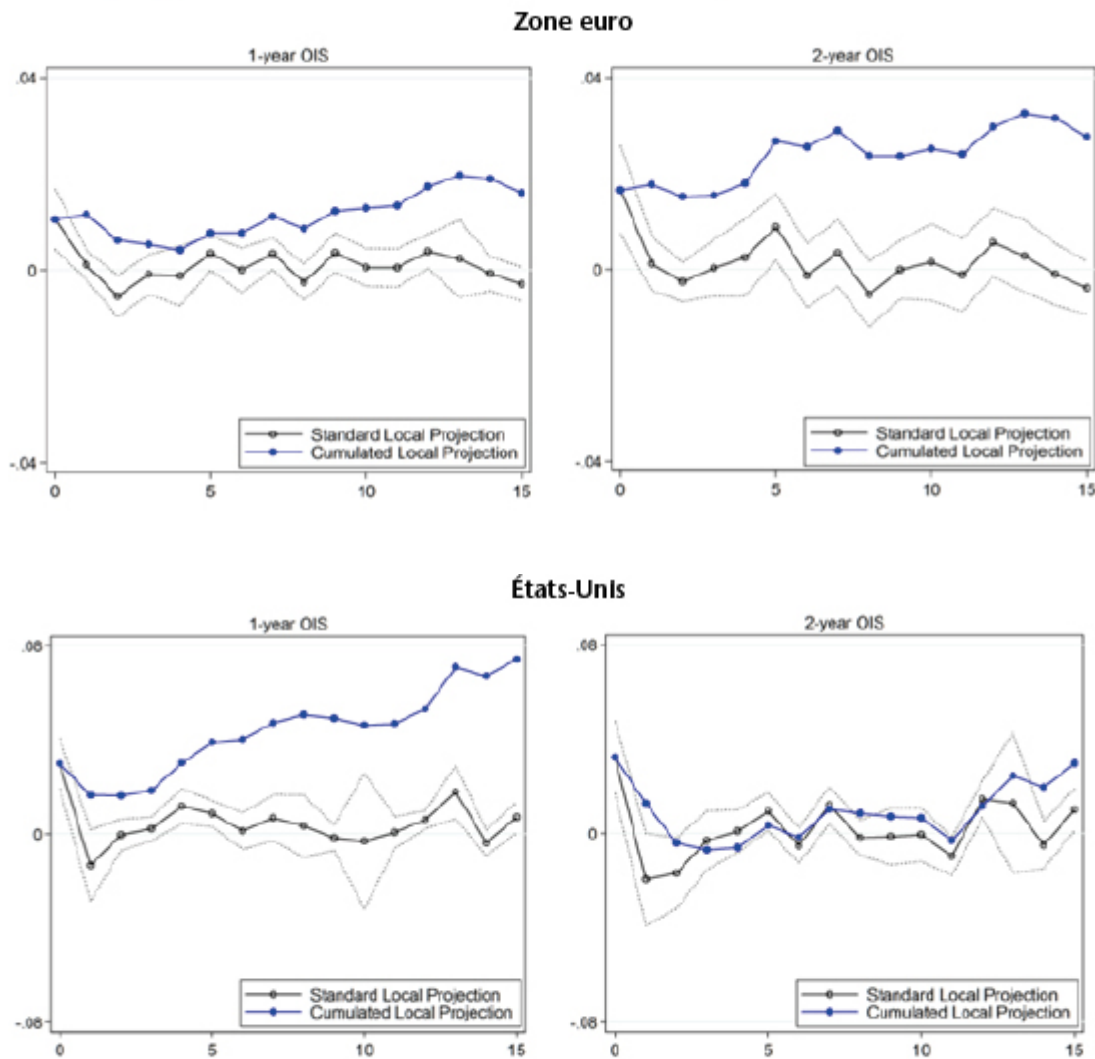 Zone euro
1-year OIS
.04
0
-.04
Standard Local Projection
Cumulated Local Projection
0 5 10 15
2-year OIS
.04
0
-.04
Standard Local Projection
Cumulated Local Projection
0 5 10 15
États-Unis
1-year OIS
.08
0
-.08
Standard Local Projection
Cumulated Local Projection
0 5 10 15
2-year OIS
.08
0
-.08
Standard Local Projection
Cumulated Local Projection
0 5 10 15